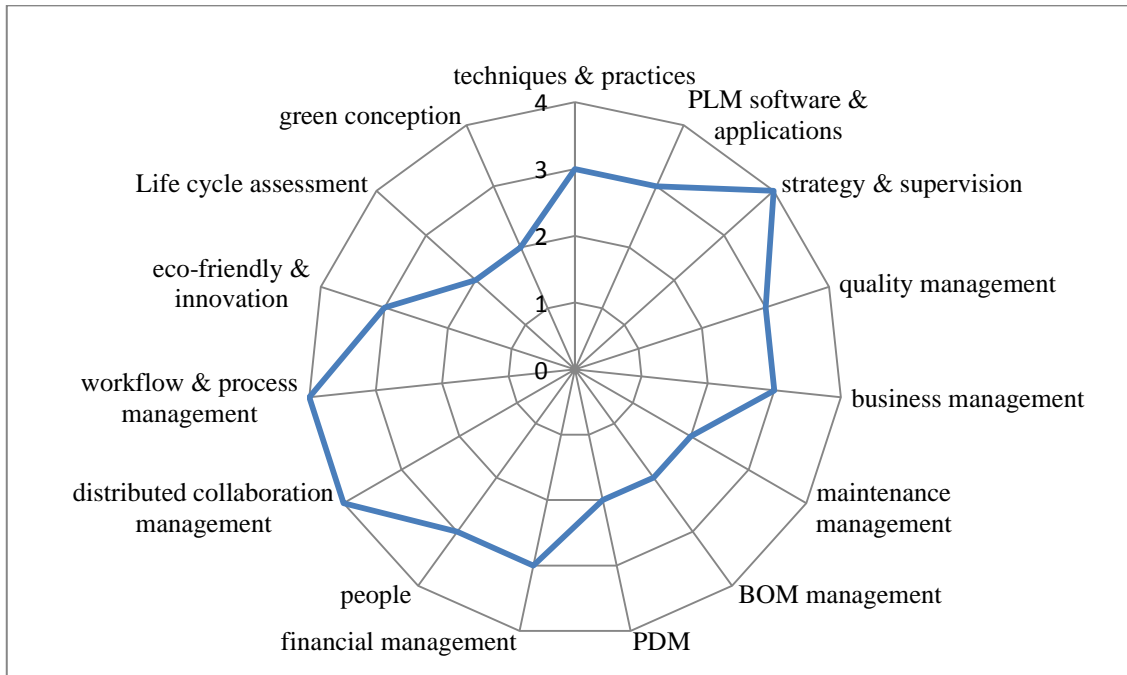 techniques & practices
PLM software &
applications
strategy & supervision
quality management
business management
maintenance
management
BOM management
PDM
financial management
people
distributed collaboration
management
workflow & process
management
eco-friendly &
innovation
Life cycle assessment
green conception
4
3
2
1
0